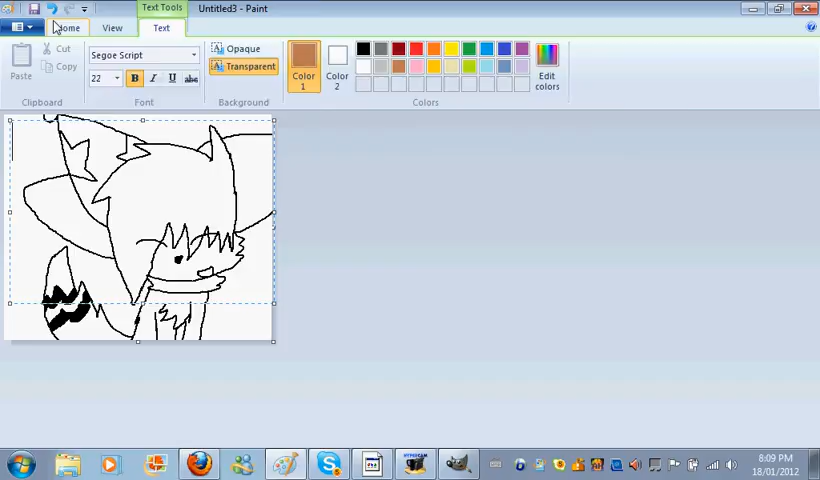 Untitled3 - Paint
Text Tools
Home
View
Text
Paste
Cut
Copy
Clipboard
Segoe Script
22
B I U abc
Font
Opaque
Transparent
Background
Color 1
Color 2
Edit colors
Colors
HYPERCAM
8:09 PM
18/01/2012